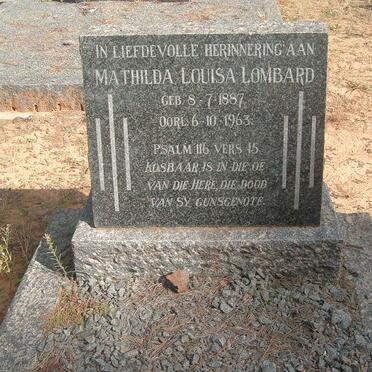 IN LIEFDEVOLLE HERINNERING AAN
MATHILDA LOUISA LOMBARD
GEB. 8-7-1887
OORL. 6-10-1963.
PSALM 116 VERS 15
KOSBAAR IS IN DIE OË
VAN DIE HERE, DIE DOOD
VAN SY GUNSGENOTE.